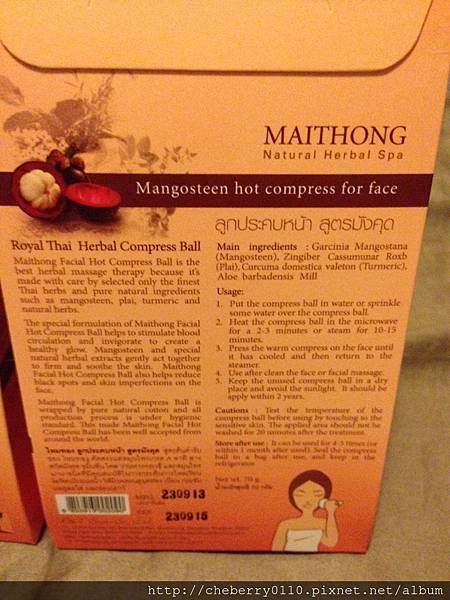 MAITHONG
Natural Herbal Spa
Mangosteen hot compress for face
ลูกประคบหน้า สูตรมังคุด
Royal Thai Herbal Compress Ball
Maithong Facial Hot Compress Ball is the
best herbal massage therapy because it's
made with care by selected only the finest
Thai herbs and pure natural ingredients
such as mangosteen, plai, turmeric and
natural herbs.
The special formulation of Maithong Facial
Hot Compress Ball helps to stimulate blood
circulation and invigorate to create a
healthy glow. Mangosteen and special
natural herbal extracts gently act together
to firm and soothe the skin. Maithong
Facial Hot Compress Ball also helps reduce
black spots and skin imperfections on the
face.
Maithong Facial Hot Compress Ball is
wrapped by pure natural cotton and all
production process is under hygienic
standard. This made Maithong Facial Hot
Compress Ball has been well accepted from
around the world.
Main ingredients : Garcinia Mangostana
(Mangosteen), Zingiber Cassumunar Roxb
(Plai), Curcuma domestica valeton (Turmeric),
Aloe barbadensis Mill
Usage:
1. Put the compress ball in water or sprinkle
some water over the compress ball.
2. Heat the compress ball in the microwave
for a 2-3 minutes or steam for 10-15
minutes.
3. Press the warm compress on the face until
it has cooled and then return to the
steamer.
4. Use after clean the face or facial massage.
5. Keep the unused compress ball in a dry
place and avoid the sunlight. It should be
apply within 2 years.
Cautions : Test the temperature of the
compress ball before using by touching to the
sensitive skin. The applied area should not be
washed for 20 minutes after the treatment.
Store after use : It can be used for 4-5 times (or
within 1 month after used). Seal the compress
ball in a bag after use, and keep in the
refrigerator
Net wt. 70 g.
230913
230915
http://cheberry0110.pixnet.net/album